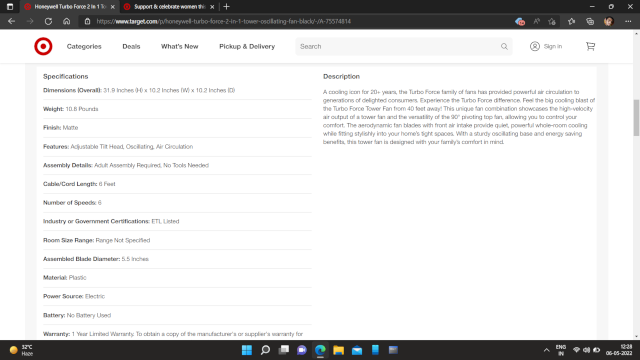 Honeywell Turbo Force 2 In 1 To
Support & celebrate women thi
https://www.target.com/p/honeywell-turbo-force-2-in-1-tower-oscillating-fan-black/-/A-75574814
Categories
Deals
What's New
Pickup & Delivery
Search
Sign in
Specifications
Dimensions (Overall): 31.9 Inches (H) x 10.2 Inches (W) x 10.2 Inches (D)
Weight: 10.8 Pounds
Finish: Matte
Features: Adjustable Tilt Head, Oscillating, Air Circulation
Assembly Details: Adult Assembly Required, No Tools Needed
Cable/Cord Length: 6 Feet
Number of Speeds: 6
Industry or Government Certifications: ETL Listed
Room Size Range: Range Not Specified
Assembled Blade Diameter: 5.5 Inches
Material: Plastic
Power Source: Electric
Battery: No Battery Used
Warranty: 1 Year Limited Warranty. To obtain a copy of the manufacturer's or supplier's warranty for
Description
A cooling icon for 20+ years, the Turbo Force family of fans has provided powerful air circulation to
generations of delighted consumers. Experience the Turbo Force difference. Feel the big cooling blast of
the Turbo Force Tower Fan from 40 feet away! This unique fan combination showcases the high-velocity
air output of a tower fan and the versatility of the 90° pivoting top fan, allowing you to control your
comfort. The aerodynamic fan blades with front air intake provide quiet, powerful whole-room cooling
while fitting stylishly into your home's tight spaces. With a sturdy oscillating base and energy saving
benefits, this tower fan is designed with your family's comfort in mind.
32°C
Haze
ENG
IN
12:28
06-05-2022